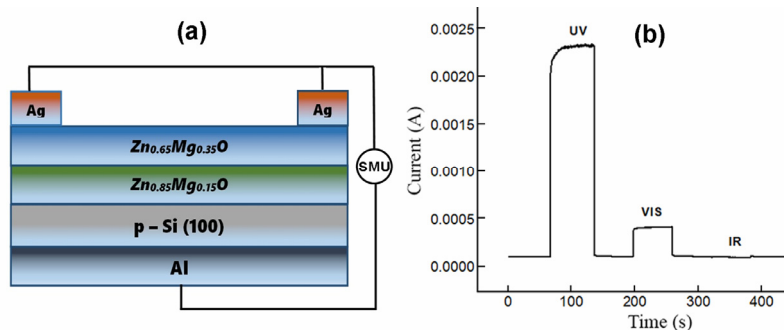 (a)
Ag
Ag
Zn0.65Mg0.35O
Zn0.85Mg0.15O
p – Si (100)
Al
SMU
(b)
UV
VIS
IR
0.0025
0.0020
0.0015
0.0010
0.0005
0.0000
Current (A)
0
100
200
300
400
Time (s)